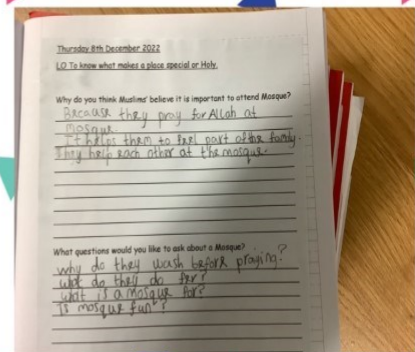 Thursday 8th December 2022
LO To know what makes a place special or Holy.
Why do you think Muslims' believe it is important to attend Mosque?
Because they pray for Allah at
mosque.
It helps them to feel part of the family.
They help each other at the mosque.
What questions would you like to ask about a Mosque?
why do they wash before praying?
what do they do for?
what is a mosque for?
Is mosque fun?